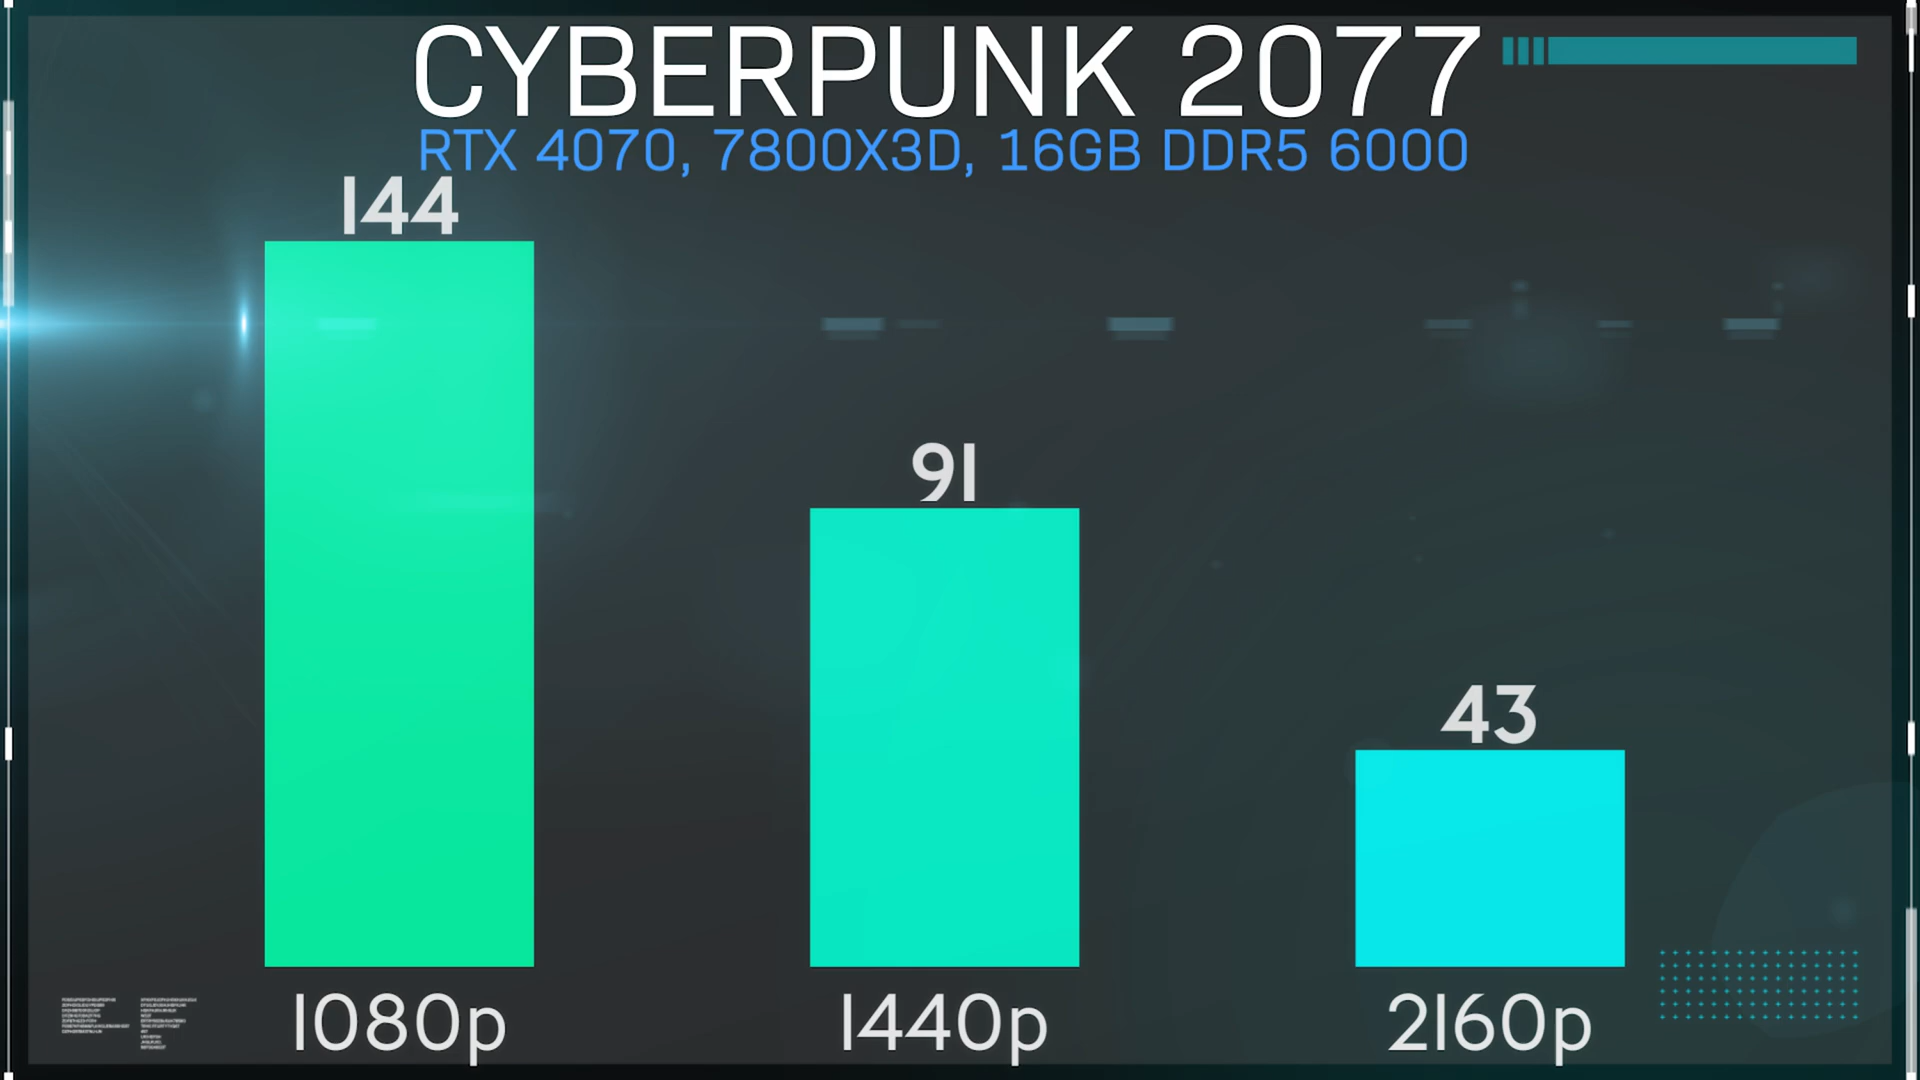 CYBERPUNK 2077
RTX 4070, 7800X3D, 16GB DDR5 6000
144
91
43
1080p
1440p
2160p